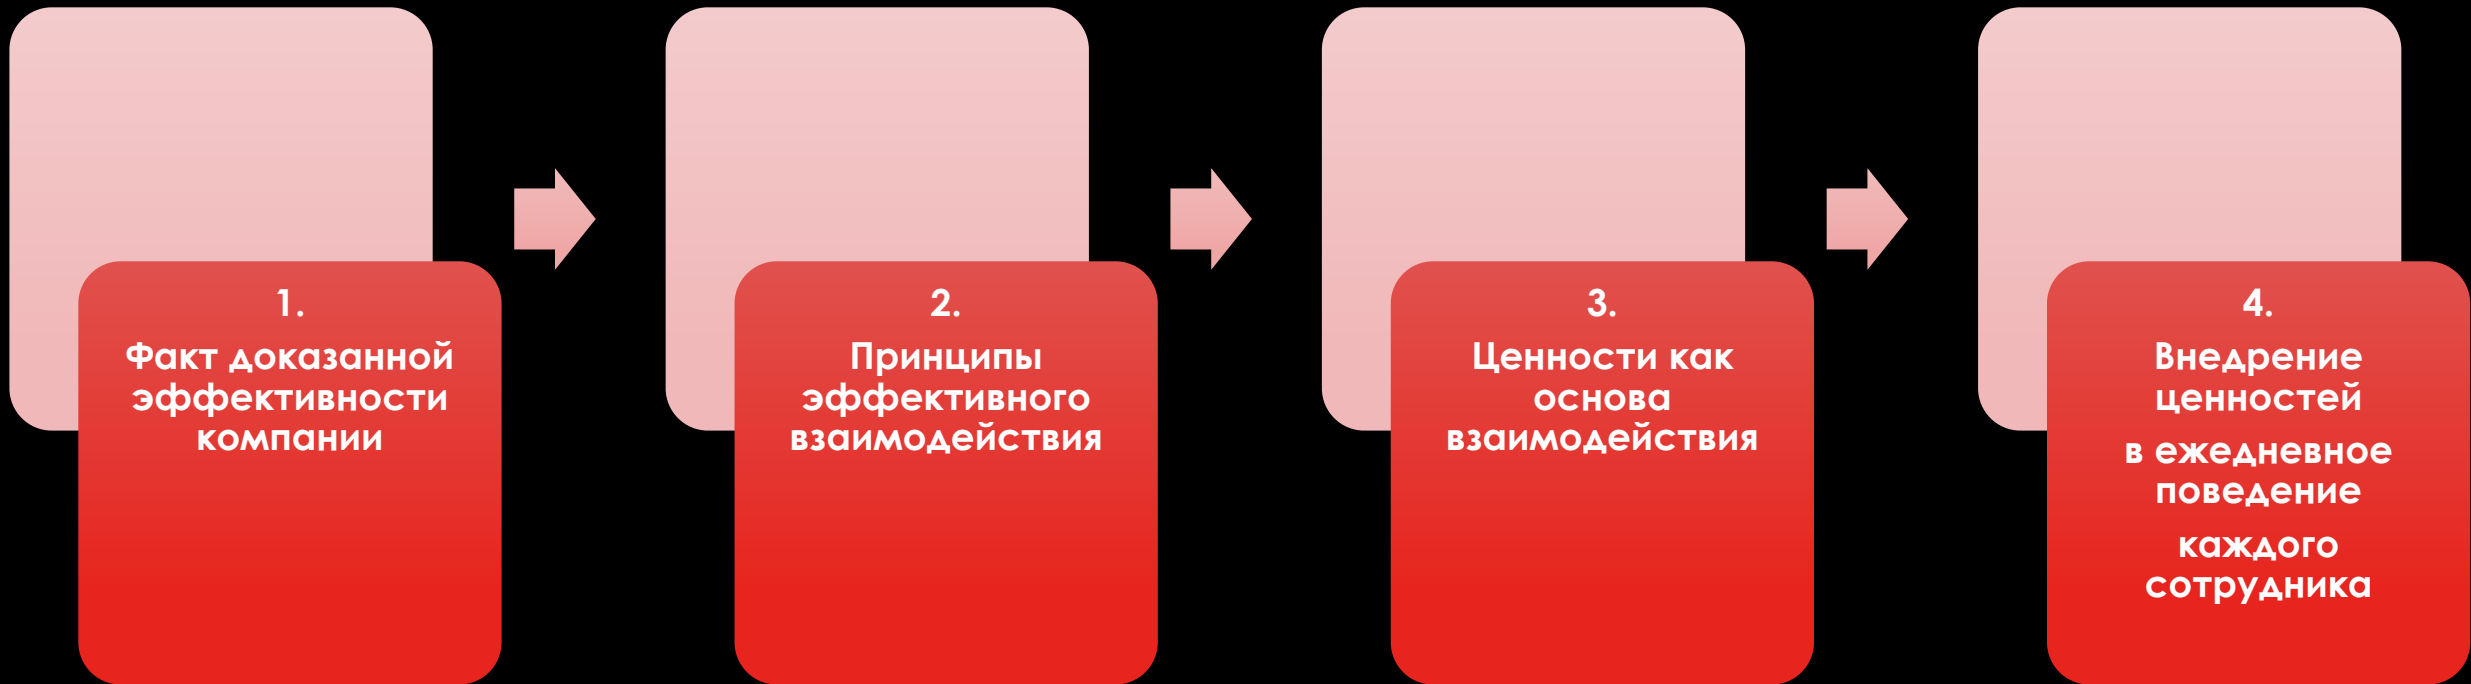 1.
Факт доказанной
эффективности
компании
2.
Принципы
эффективного
взаимодействия
3.
Ценности как
основа
взаимодействия
4.
Внедрение
ценностей
в ежедневное
поведение
каждого
сотрудника